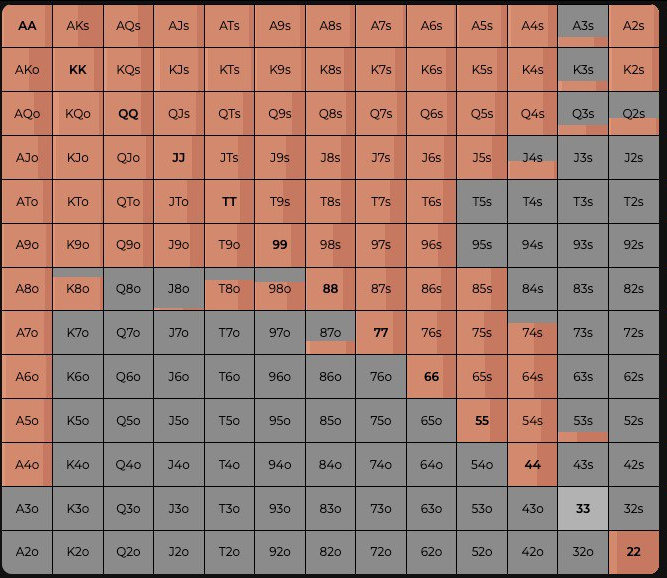 AA AKs AQs AJs ATs A9s A8s A7s A6s A5s A4s A3s A2s
AKo KK KQs KJs KTs K9s K8s K7s K6s K5s K4s K3s K2s
AQo KQo QQ QJs QTs Q9s Q8s Q7s Q6s Q5s Q4s Q3s Q2s
AJo KJo QJo JJ JTs J9s J8s J7s J6s J5s J4s J3s J2s
ATo KTo QTo JTo TT T9s T8s T7s T6s T5s T4s T3s T2s
A9o K9o Q9o J9o T9o 99 98s 97s 96s 95s 94s 93s 92s
A8o K8o Q8o J8o T8o 98o 88 87s 86s 85s 84s 83s 82s
A7o K7o Q7o J7o T7o 97o 87o 77 76s 75s 74s 73s 72s
A6o K6o Q6o J6o T6o 96o 86o 76o 66 65s 64s 63s 62s
A5o K5o Q5o J5o T5o 95o 85o 75o 65o 55 54s 53s 52s
A4o K4o Q4o J4o T4o 94o 84o 74o 64o 54o 44 43s 42s
A3o K3o Q3o J3o T3o 93o 83o 73o 63o 53o 43o 33 32s
A2o K2o Q2o J2o T2o 92o 82o 72o 62o 52o 42o 32o 22